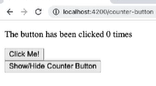 localhost:4200/counter-button
The button has been clicked 0 times
Click Me!
Show/Hide Counter Button